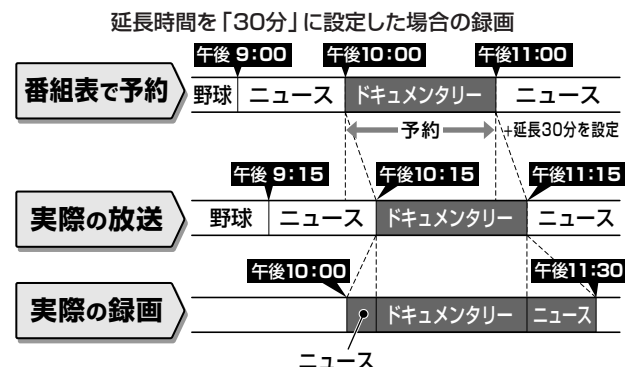 延長時間を「30分」に設定した場合の録画
午後 9：00 午後10：00 午後11：00
番組表で予約 野球 ニュース ドキュメンタリー ニュース
予約 +延長30分を設定
午後 9：15 午後10：15 午後11：15
実際の放送 野球 ニュース ドキュメンタリー ニュース
午後10：00 午後11：30
実際の録画 ドキュメンタリー ニュース
ニュース